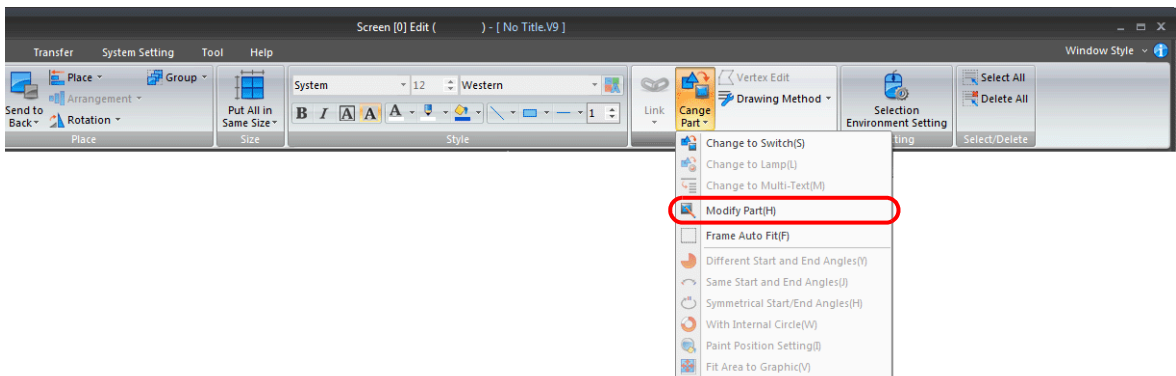 Screen [0] Edit ( ) - [ No Title.V9 ]
Transfer System Setting Tool Help Window Style
Place Group Vertex Edit Select All
Arrangement Drawing Method Delete All
Send to Back Rotation Put All in Same Size System 12 Western
B I A A A 1 Link Cange Part Selection Environment Setting
Place Size Style ting Select/Delete
Change to Switch(S)
Change to Lamp(L)
Change to Multi-Text(M)
Modify Part(H)
Frame Auto Fit(F)
Different Start and End Angles(Y)
Same Start and End Angles(J)
Symmetrical Start/End Angles(H)
With Internal Circle(W)
Paint Position Setting(I)
Fit Area to Graphic(V)